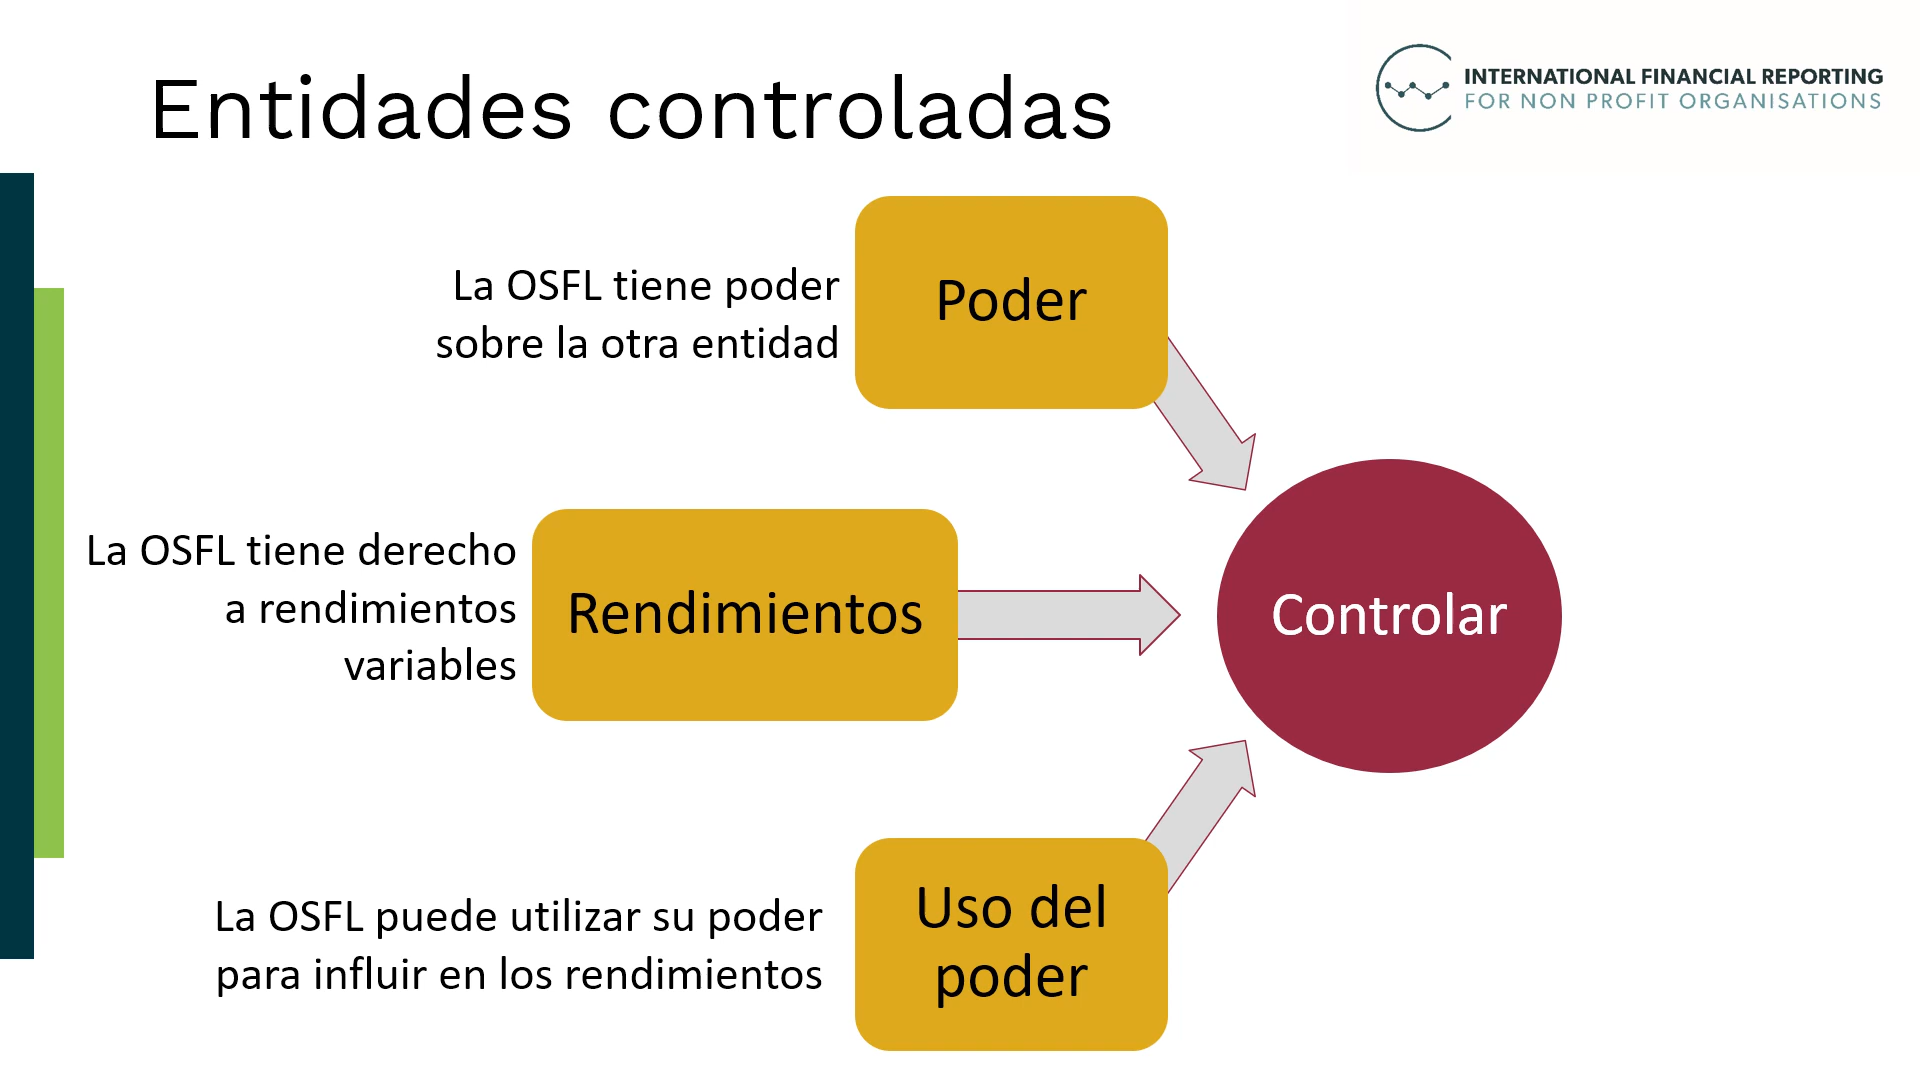 Entidades controladas
INTERNATIONAL FINANCIAL REPORTING
FOR NON PROFIT ORGANISATIONS
La OSFL tiene poder
sobre la otra entidad
Poder
La OSFL tiene derecho
a rendimientos
variables
Rendimientos
Controlar
La OSFL puede utilizar su poder
para influir en los rendimientos
Uso del
poder